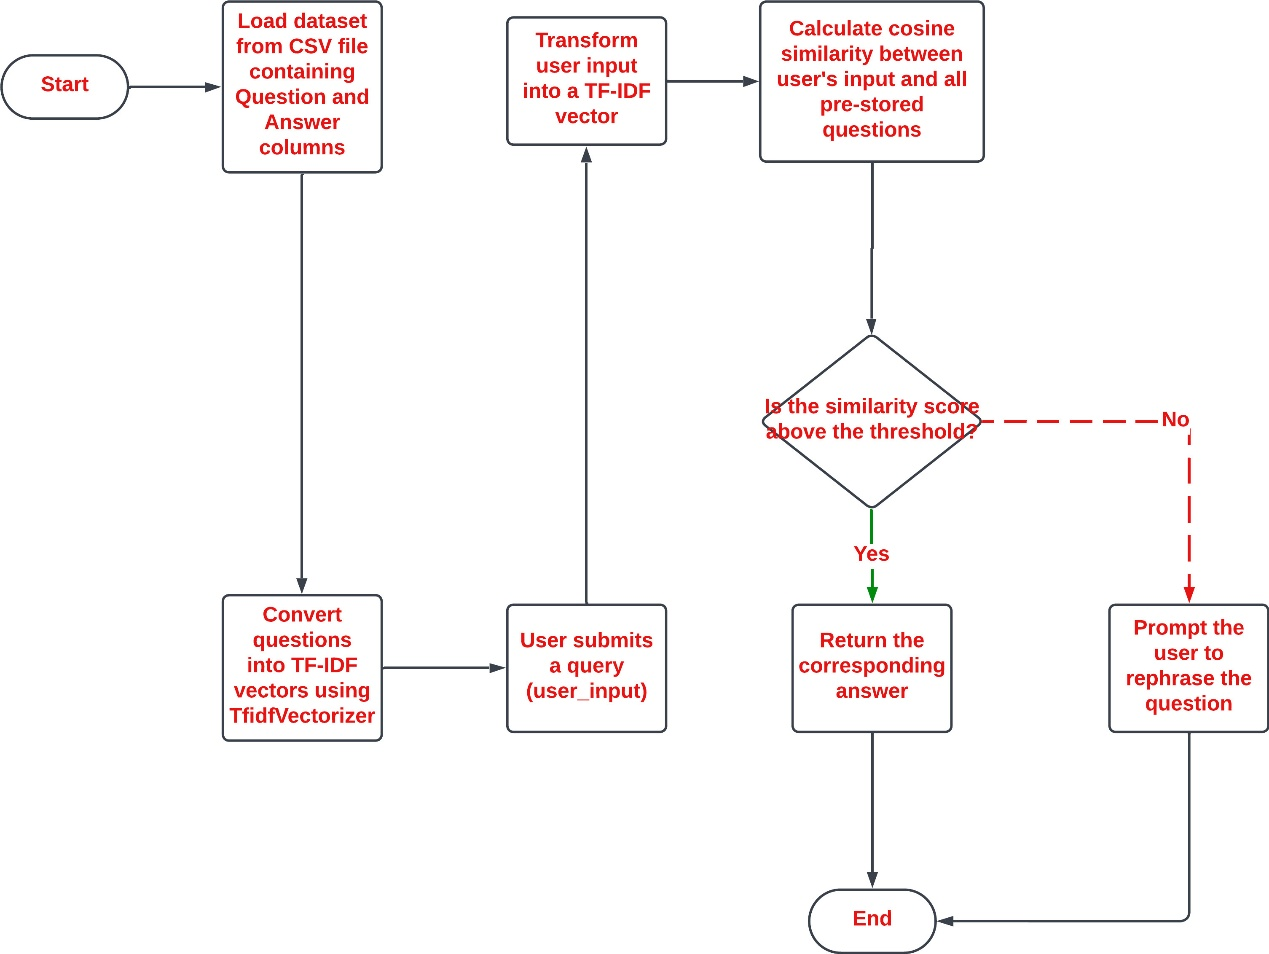 Start
Load dataset
from CSV file
containing
Question and
Answer
columns
Convert
questions
into TF-IDF
vectors using
TfidfVectorizer
User submits
a query
(user_input)
Transform
user input
into a TF-IDF
vector
Calculate cosine
similarity between
user's input and all
pre-stored
questions
Is the similarity score
above the threshold?
No
Yes
Return the
corresponding
answer
Prompt the
user to
rephrase the
question
End